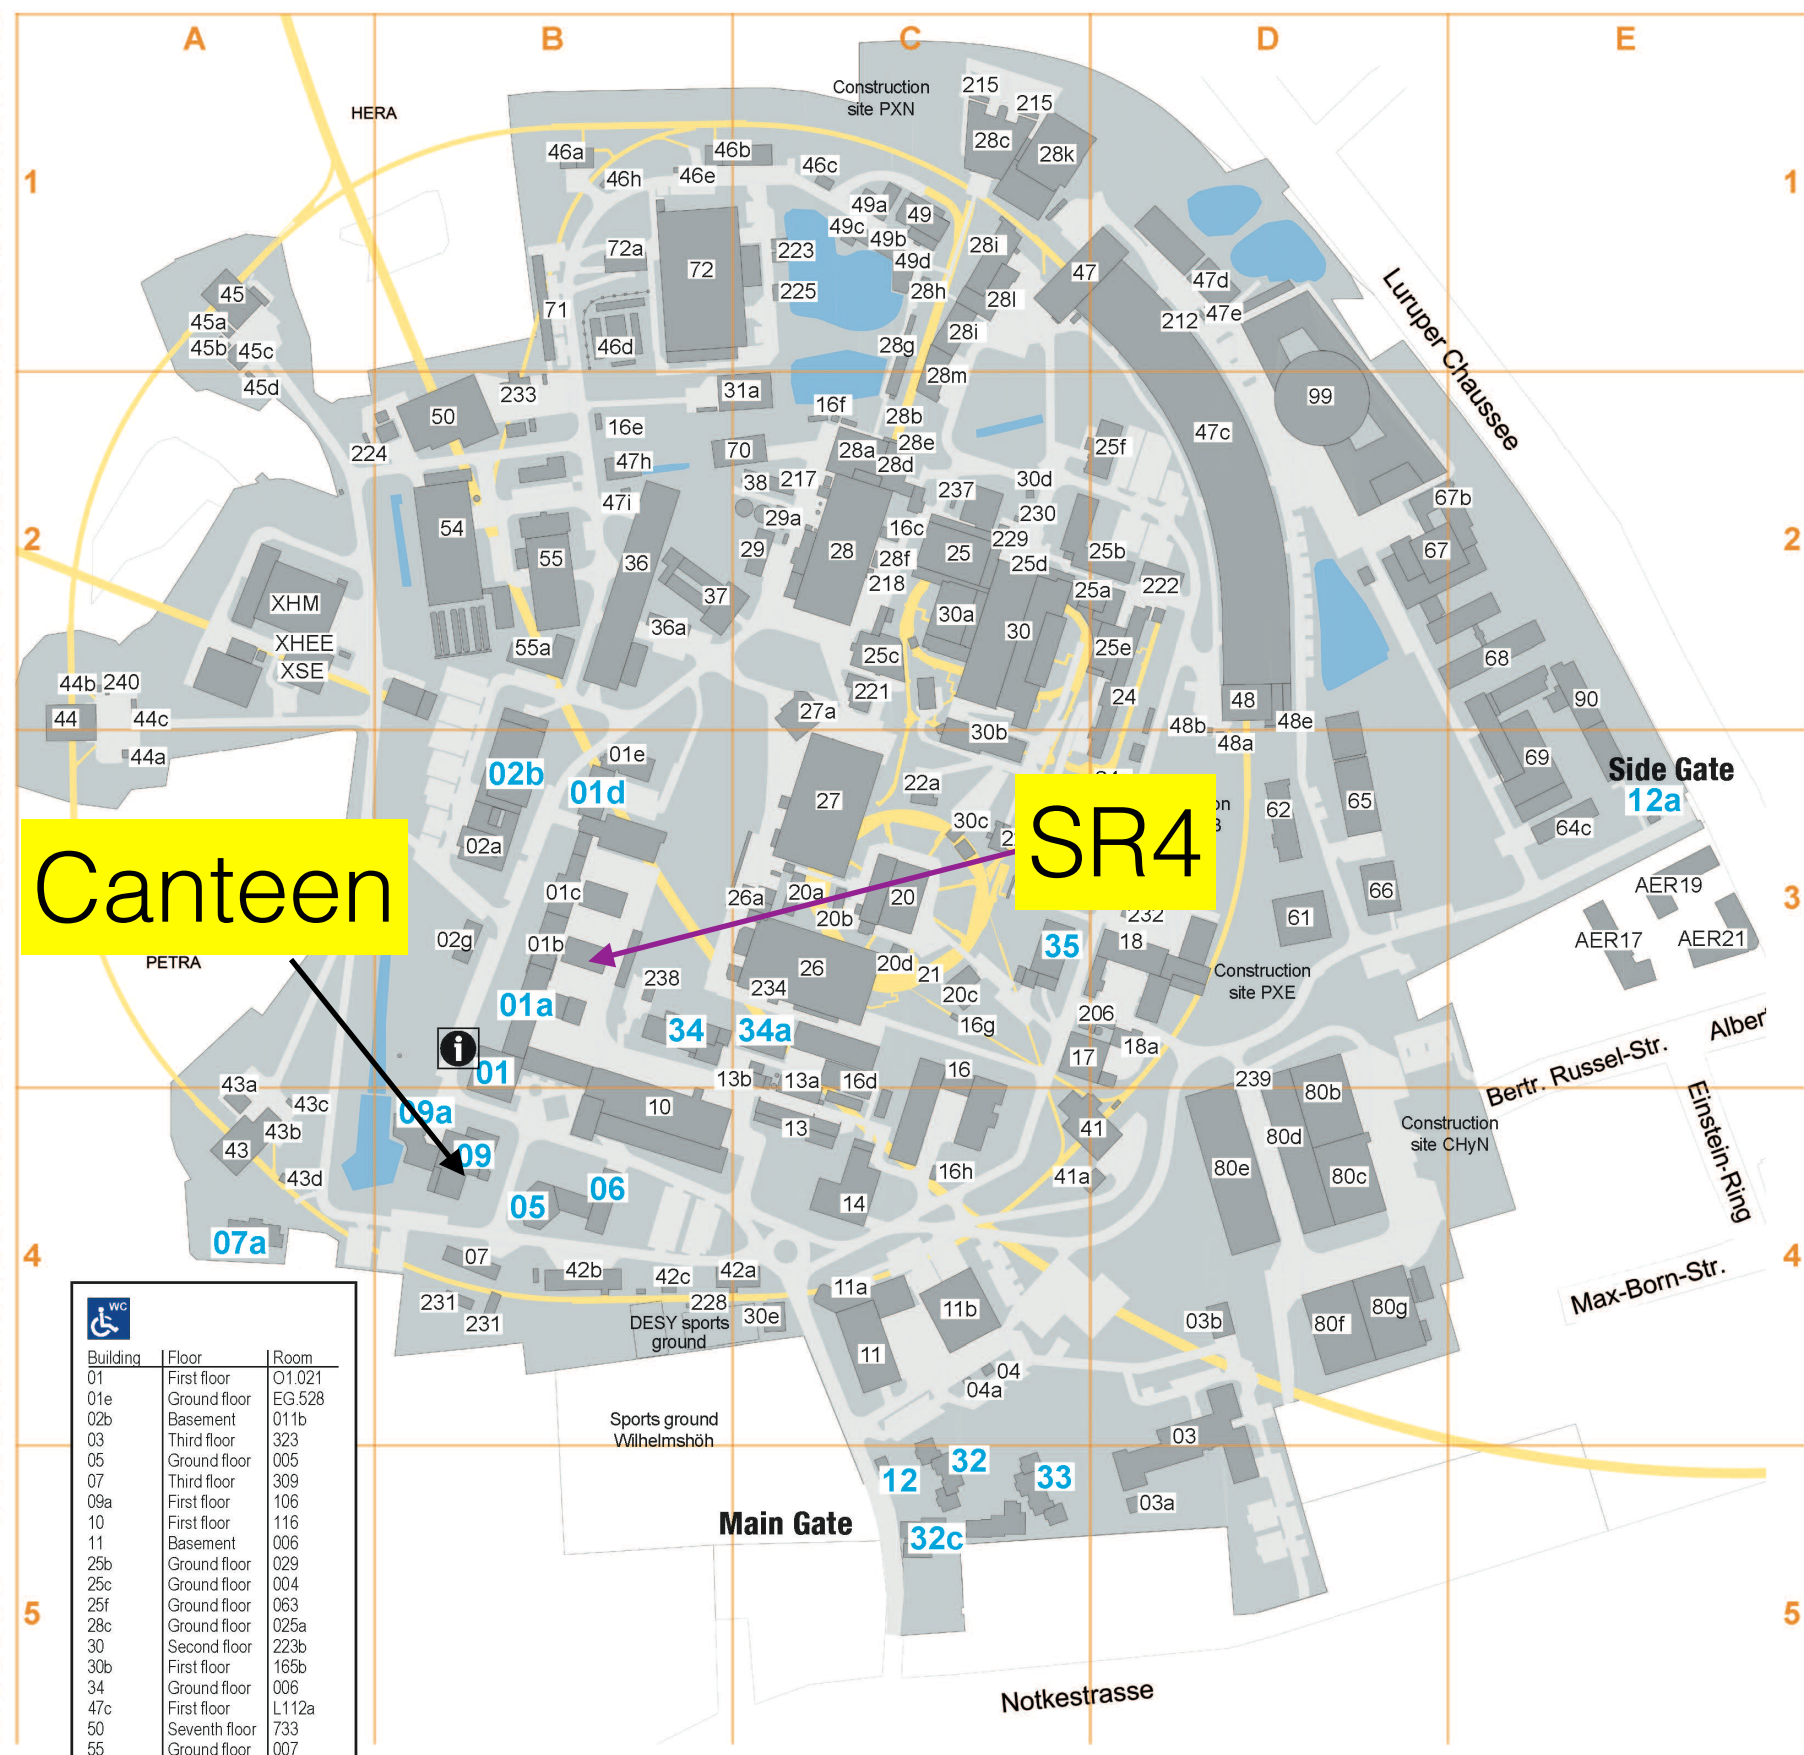 A B C D E
Construction
site PXN
215
215
HERA
28c
28k
46a
46b
46c
46h
46e
1 1
49a
49
49c
49b
28i
72a
223
49d
72
47
47d
45
225
28h
28l
71
47e
45a
212
28i
Luruper Chaussee
45b
45c
46d
28g
28m
45d
233
31a
99
50
16f
28b
16e
47c
28e
25f
224
28a
70
47h
28d
38
217
30d
237
67b
47i
29a
230
54
16c
2 2
229
29
28
25
25b
67
55
36
28f
25d
218
222
25a
37
XHM
30a
36a
30
XHEE
55a
25c
25e
68
XSE
44b
240
221
24
90
44
44c
27a
48
48b
48e
30b
48a
44a
01e
69
02b
Side Gate
01d
22a
12a
27
62
65
30c
64c
SR4
02a
Canteen
AER19
01c
66
26a
20a
20
3 3
20b
232
61
02g
01b
18
35
AER17
AER21
PETRA
26
20d
21
Construction
site PXE
238
234
20c
01a
206
16g
34
34a
Albert
i
18a
17
Bertr. Russel-Str.
01
13b
13a
16d
16
239
43a
80b
43c
09a
10
Einstein-Ring
Construction
site CHyN
43b
13
41
80d
43
09
80e
16h
80c
43d
41a
06
05
14
07a
4 4
07
42b
42c
42a
Max-Born-Str.
11a
231
228
11b
80g
231
DESY sports
ground
30e
03b
80f
11
04
04a
Sports ground
Wilhelmshöh
03
32
12
33
03a
Main Gate
32c
5 5
Notkestrasse
WC
Building Floor Room
01 First floor O1.021
01e Ground floor EG.528
02b Basement 011b
03 Third floor 323
05 Ground floor 005
07 Third floor 309
09a First floor 106
10 First floor 116
11 Basement 006
25b Ground floor 029
25c Ground floor 004
25f Ground floor 063
28c Ground floor 025a
30 Second floor 223b
30b First floor 165b
34 Ground floor 006
47c First floor L112a
50 Seventh floor 733
55 Ground floor 007